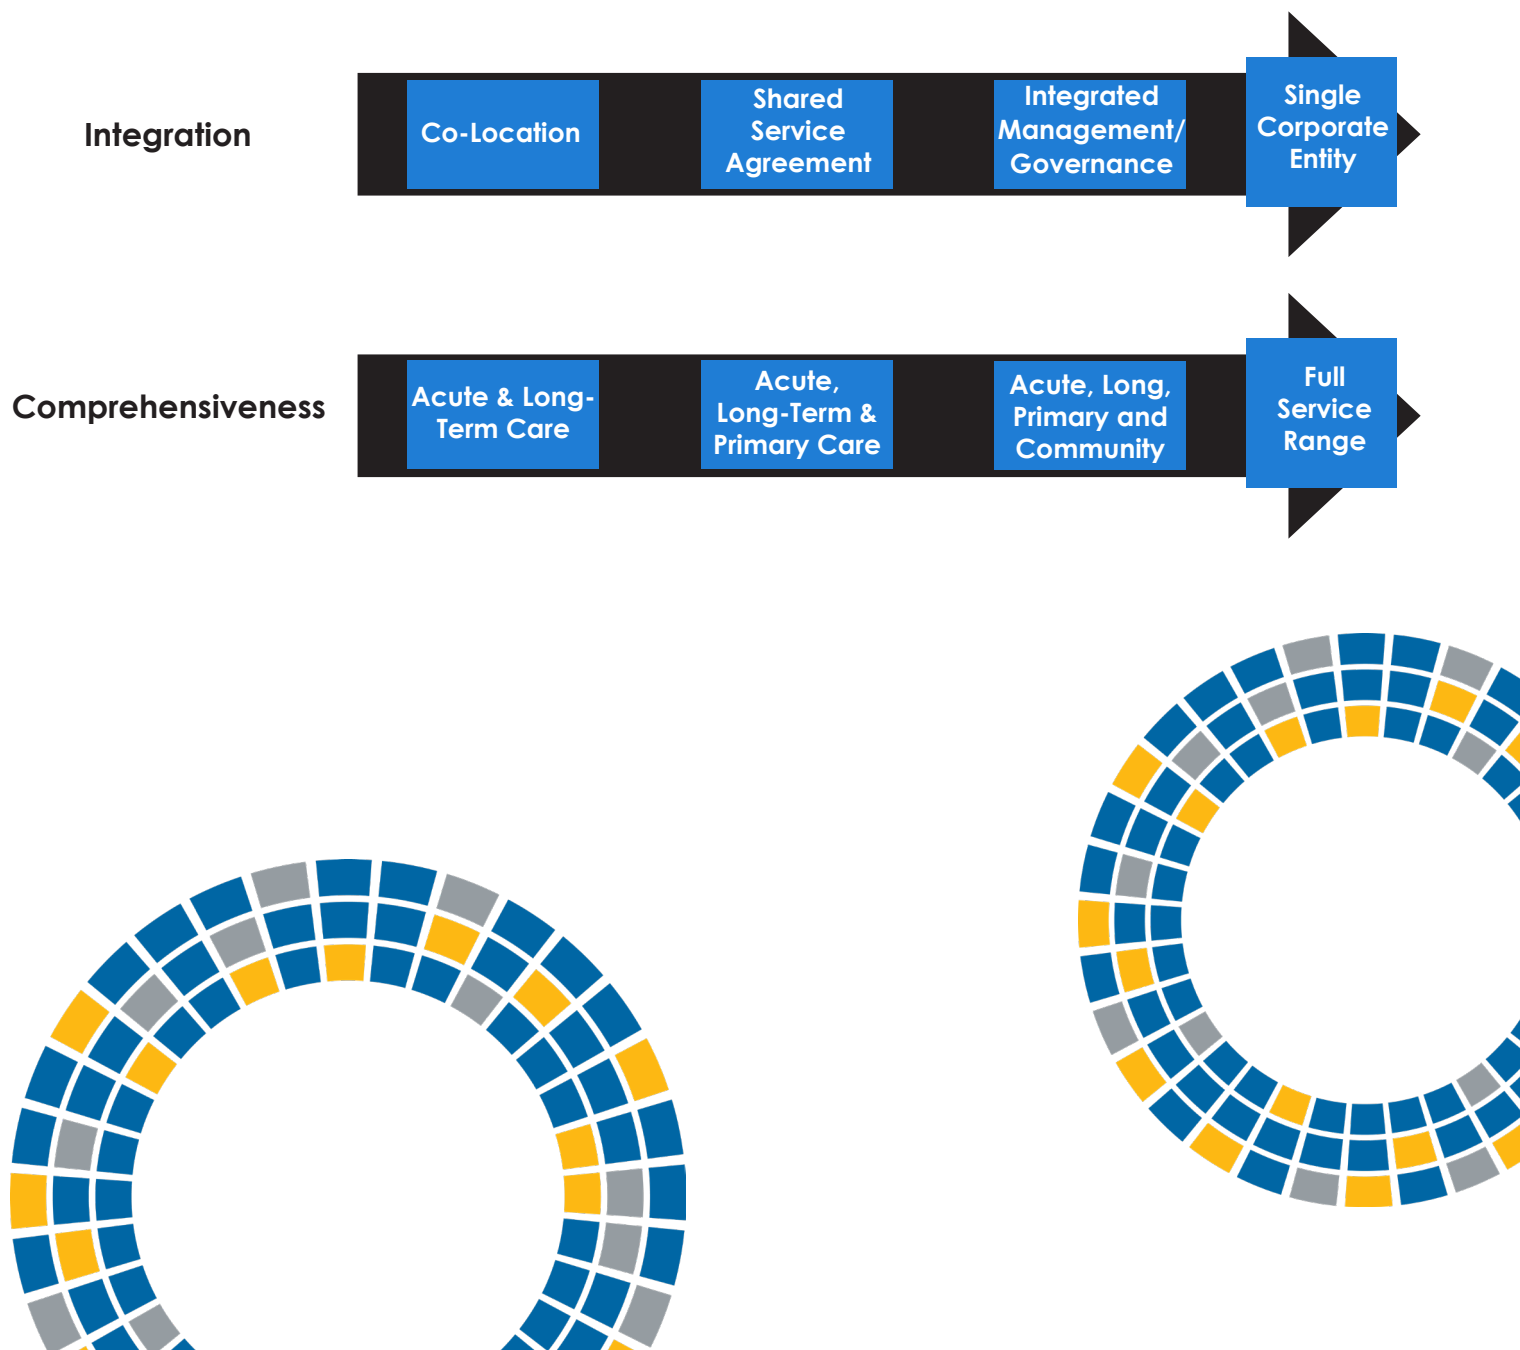 Integration
Co-Location
Shared
Service
Agreement
Integrated
Management/
Governance
Single
Corporate
Entity
Comprehensiveness
Acute & Long-
Term Care
Acute,
Long-Term &
Primary Care
Acute, Long,
Primary and
Community
Full
Service
Range